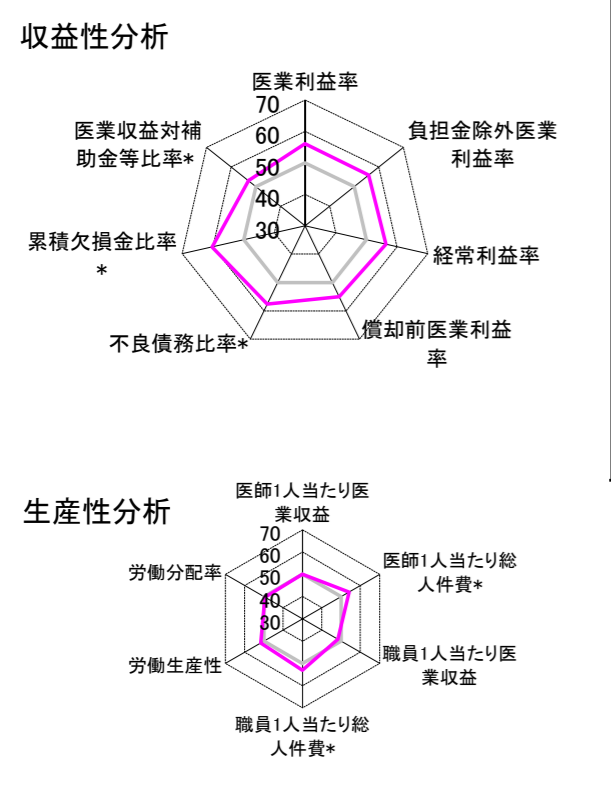 収益性分析
医業利益率
負担金除外医業
利益率
経常利益率
償却前医業利益
率
不良債務比率*
累積欠損金比率
*
医業収益対補
助金等比率*
70
60
50
40
30
生産性分析
医師1人当たり医
業収益
医師1人当たり総
人件費*
職員1人当たり医
業収益
職員1人当たり総
人件費*
労働生産性
労働分配率
70
60
50
40
30